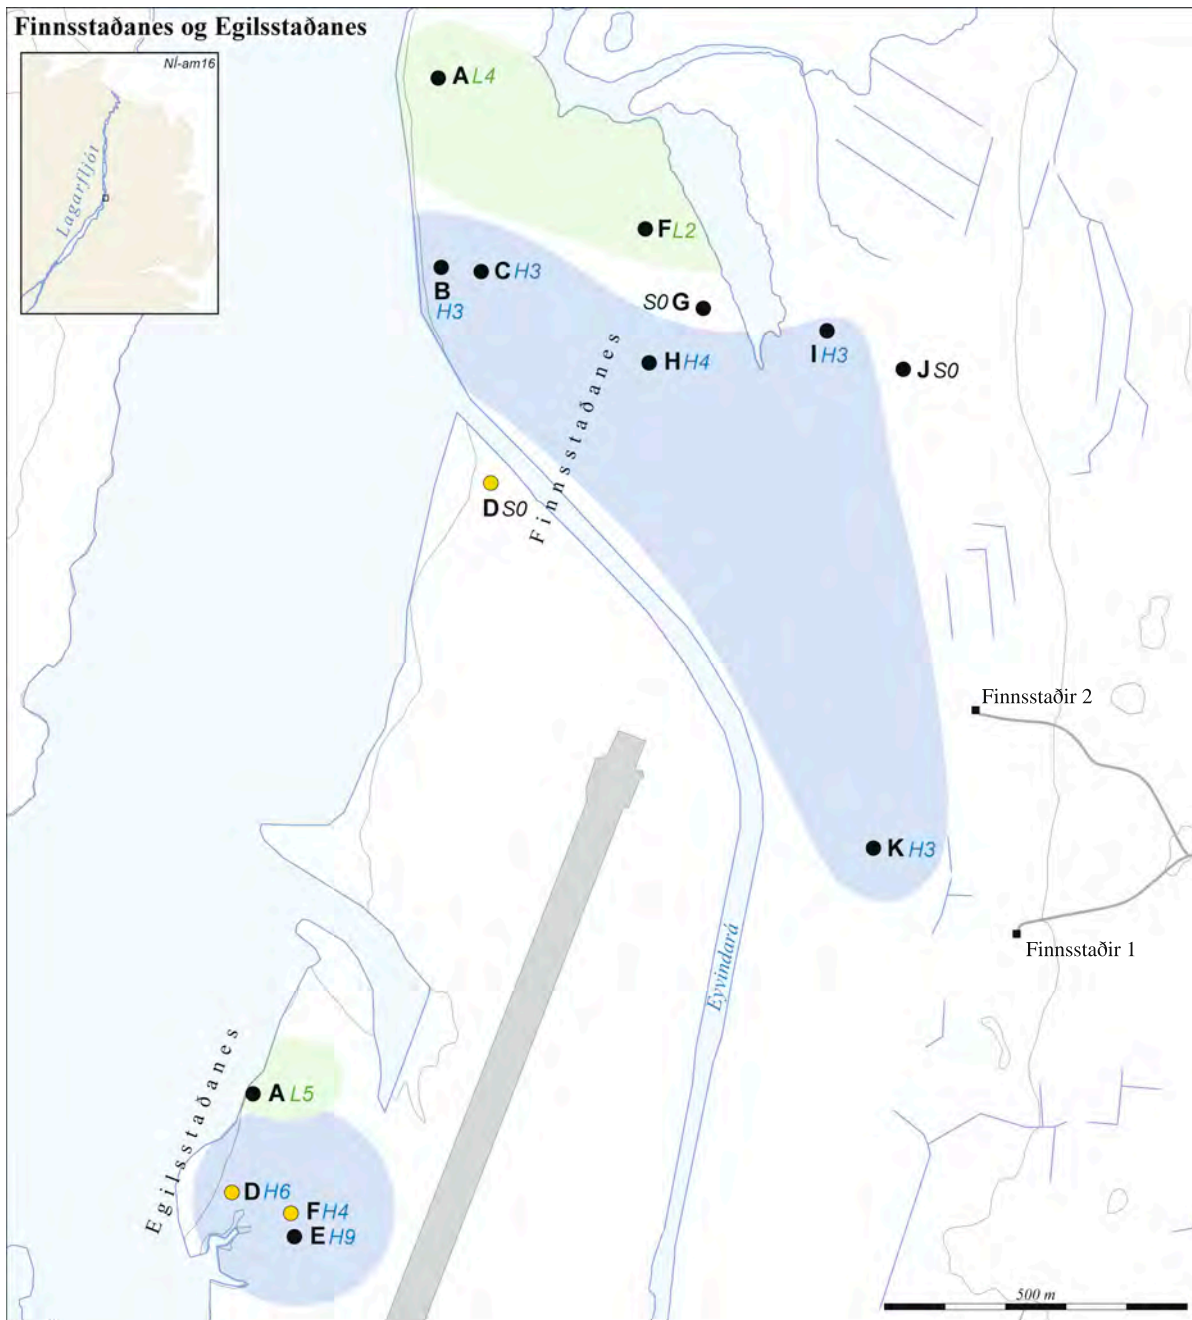 Finnsstaðanes og Egilsstaðanes
NÍ-am16
Lagarfljót
A L4
F L2
C H3
B
H3
S0 G
H H4
I H3
J S0
Finnsstaðanes
D S0
Finnsstaðir 2
K H3
Finnsstaðir 1
Eyvindará
Egilsstaðanes
A L5
D H6
F H4
E H9
500 m